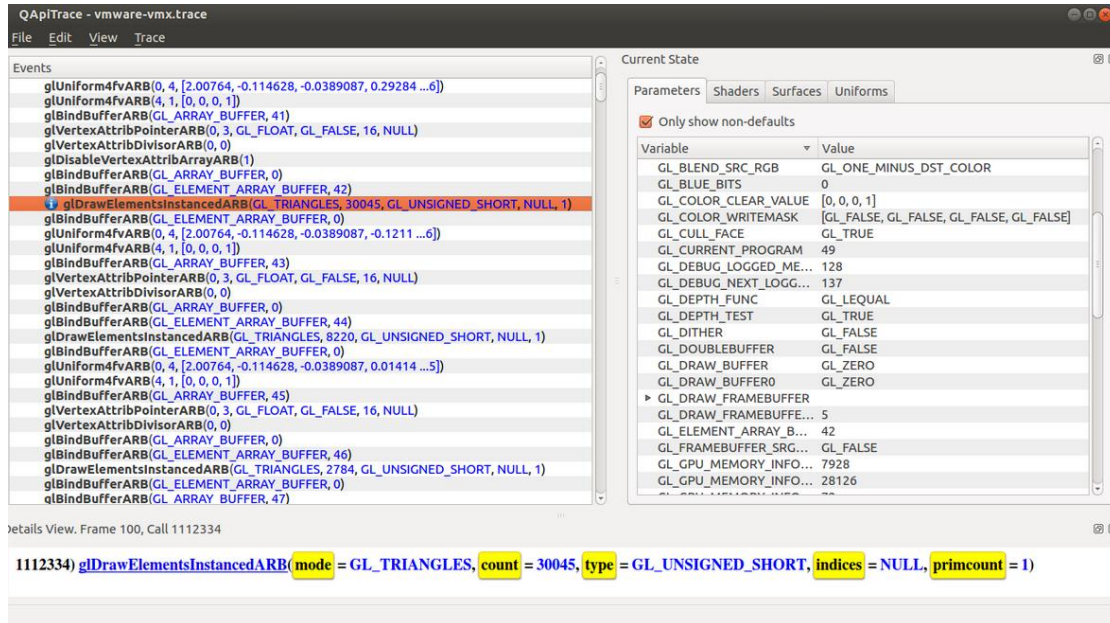 QApiTrace - vmware-vmx.trace
File Edit View Trace
Events
glUniform4fvARB(0, 4, [2.00764, -0.114628, -0.0389087, 0.29284 ...6])
glUniform4fvARB(4, 1, [0, 0, 0, 1])
glBindBufferARB(GL_ARRAY_BUFFER, 41)
glVertexAttribPointerARB(0, 3, GL_FLOAT, GL_FALSE, 16, NULL)
glVertexAttribDivisorARB(0, 0)
glDisableVertexAttribArrayARB(1)
glBindBufferARB(GL_ARRAY_BUFFER, 0)
glBindBufferARB(GL_ELEMENT_ARRAY_BUFFER, 42)
glDrawElementsInstancedARB(GL_TRIANGLES, 30045, GL_UNSIGNED_SHORT, NULL, 1)
glBindBufferARB(GL_ELEMENT_ARRAY_BUFFER, 0)
glUniform4fvARB(0, 4, [2.00764, -0.114628, -0.0389087, -0.1211 ...6])
glUniform4fvARB(4, 1, [0, 0, 0, 1])
glBindBufferARB(GL_ARRAY_BUFFER, 43)
glVertexAttribPointerARB(0, 3, GL_FLOAT, GL_FALSE, 16, NULL)
glVertexAttribDivisorARB(0, 0)
glBindBufferARB(GL_ARRAY_BUFFER, 0)
glBindBufferARB(GL_ELEMENT_ARRAY_BUFFER, 44)
glDrawElementsInstancedARB(GL_TRIANGLES, 8220, GL_UNSIGNED_SHORT, NULL, 1)
glBindBufferARB(GL_ELEMENT_ARRAY_BUFFER, 0)
glUniform4fvARB(0, 4, [2.00764, -0.114628, -0.0389087, 0.01414 ...5])
glUniform4fvARB(4, 1, [0, 0, 0, 1])
glBindBufferARB(GL_ARRAY_BUFFER, 45)
glVertexAttribPointerARB(0, 3, GL_FLOAT, GL_FALSE, 16, NULL)
glVertexAttribDivisorARB(0, 0)
glBindBufferARB(GL_ARRAY_BUFFER, 0)
glBindBufferARB(GL_ELEMENT_ARRAY_BUFFER, 46)
glDrawElementsInstancedARB(GL_TRIANGLES, 2784, GL_UNSIGNED_SHORT, NULL, 1)
glBindBufferARB(GL_ELEMENT_ARRAY_BUFFER, 0)
glBindBufferARB(GL_ARRAY_BUFFER, 47)
Current State
Parameters Shaders Surfaces Uniforms
Only show non-defaults
Variable Value
GL_BLEND_SRC_RGB GL_ONE_MINUS_DST_COLOR
GL_BLUE_BITS 0
GL_COLOR_CLEAR_VALUE [0, 0, 0, 1]
GL_COLOR_WRITEMASK [GL_FALSE, GL_FALSE, GL_FALSE, GL_FALSE]
GL_CULL_FACE GL_TRUE
GL_CURRENT_PROGRAM 49
GL_DEBUG_LOGGED_ME... 128
GL_DEBUG_NEXT_LOGG... 137
GL_DEPTH_FUNC GL_LEQUAL
GL_DEPTH_TEST GL_TRUE
GL_DITHER GL_FALSE
GL_DOUBLEBUFFER GL_FALSE
GL_DRAW_BUFFER GL_ZERO
GL_DRAW_BUFFER0 GL_ZERO
GL_DRAW_FRAMEBUFFER
GL_DRAW_FRAMEBUFFE... 5
GL_ELEMENT_ARRAY_B... 42
GL_FRAMEBUFFER_SRG... GL_FALSE
GL_GPU_MEMORY_INFO... 7928
GL_GPU_MEMORY_INFO... 28126
Details View. Frame 100, Call 1112334
1112334) glDrawElementsInstancedARB(mode = GL_TRIANGLES, count = 30045, type = GL_UNSIGNED_SHORT, indices = NULL, primcount = 1)